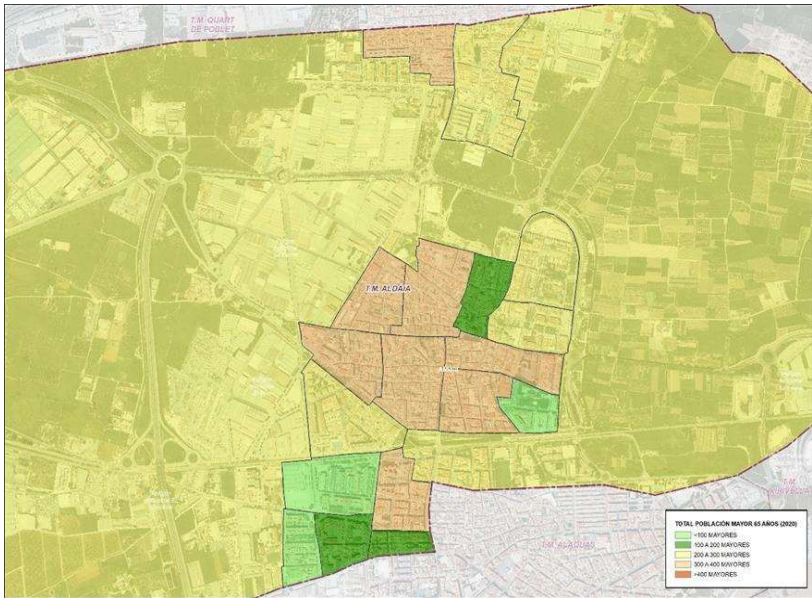 T.M. QUART
DE POBLET
T.M. ALDAIA
T.M. ALAQUAS
T.M.
TOTAL POBLACIÓN MAYOR 65 AÑOS (2020)
<100 MAYORES
100 A 200 MAYORES
200 A 300 MAYORES
300 A 400 MAYORES
>400 MAYORES